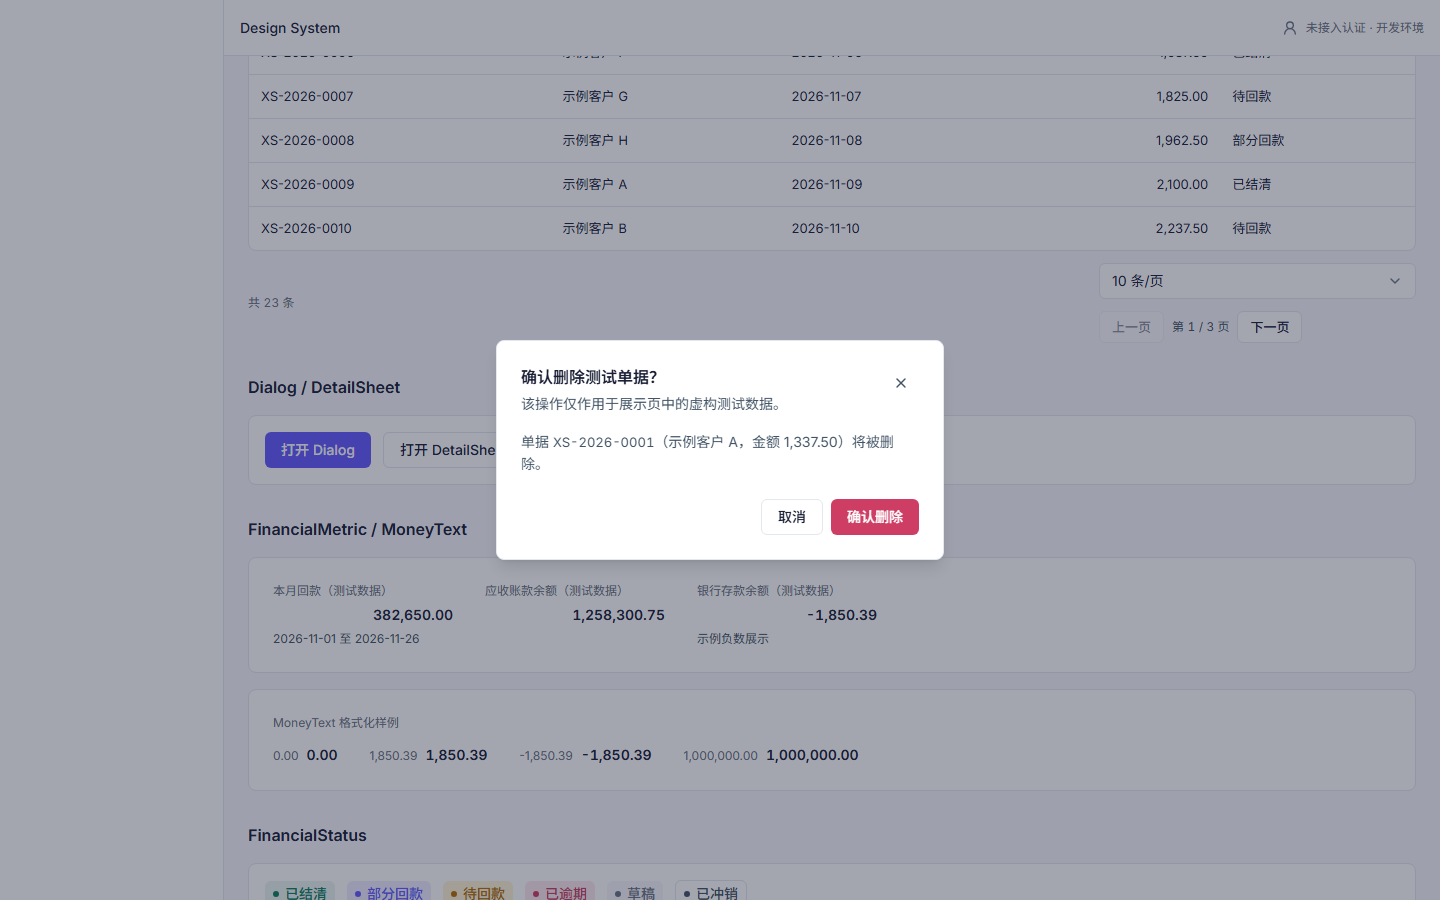 Design System
未接入认证 · 开发环境
XS-2026-0007 示例客户 G 2026-11-07 1,825.00 待回款
XS-2026-0008 示例客户 H 2026-11-08 1,962.50 部分回款
XS-2026-0009 示例客户 A 2026-11-09 2,100.00 已结清
XS-2026-0010 示例客户 B 2026-11-10 2,237.50 待回款
10 条/页
共 23 条
上一页 第 1 / 3 页 下一页
Dialog / DetailSheet
打开 Dialog
打开 DetailShe
确认删除测试单据？
该操作仅作用于展示页中的虚构测试数据。
单据 XS-2026-0001（示例客户 A，金额 1,337.50）将被删
除。
取消 确认删除
FinancialMetric / MoneyText
本月回款（测试数据） 应收账款余额（测试数据） 银行存款余额（测试数据）
382,650.00 1,258,300.75 -1,850.39
2026-11-01 至 2026-11-26 示例负数展示
MoneyText 格式化样例
0.00 0.00 1,850.39 1,850.39 -1,850.39 -1,850.39 1,000,000.00 1,000,000.00
FinancialStatus
已结清 部分回款 待回款 已逾期 草稿 已冲销